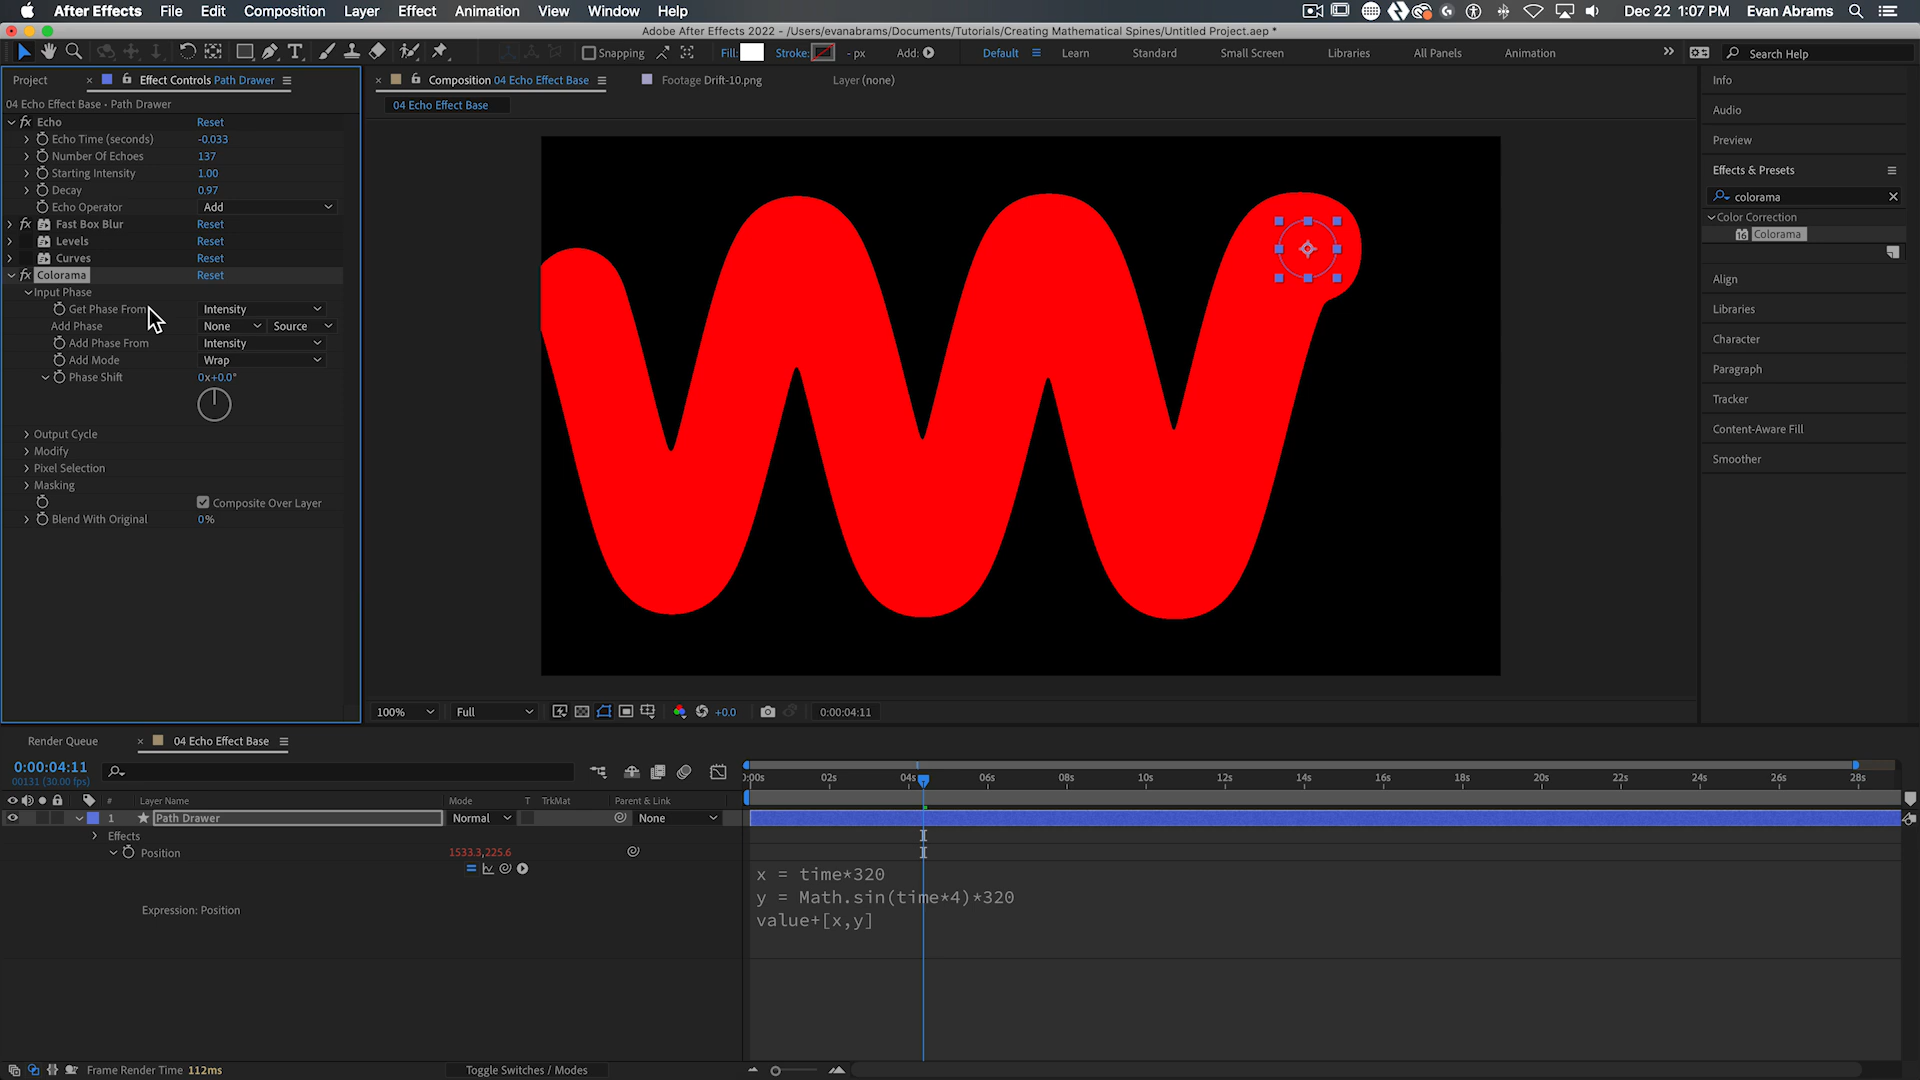 After Effects File Edit Composition Layer Effect Animation View Window Help Dec 22 1:07 PM Evan Abrams
Adobe After Effects 2022 - /Users/evanabrams/Documents/Tutorials/Creating Mathematical Spines/Untitled Project.aep *
Snapping Fill: Stroke: - px Add: Default Learn Standard Small Screen Libraries All Panels Animation Search Help
Project Effect Controls Path Drawer Composition 04 Echo Effect Base Footage Drift-10.png Layer (none) Info
04 Echo Effect Base • Path Drawer 04 Echo Effect Base Audio
Echo Reset
Echo Time (seconds) -0.033 Preview
Number Of Echoes 137
Starting Intensity 1.00 Effects & Presets
Decay 0.97 colorama
Echo Operator Add Color Correction
Fast Box Blur Reset
Levels Reset Colorama
Curves Reset
Colorama Reset Align
Input Phase
Get Phase From Intensity Libraries
Add Phase None Source
Add Phase From Intensity Character
Add Mode Wrap Paragraph
Phase Shift 0x+0.0°
Tracker
Content-Aware Fill
Output Cycle
Modify
Smoother
Pixel Selection
Masking
Composite Over Layer
Blend With Original 0%
100% Full +0.0 0:00:04:11
Render Queue 04 Echo Effect Base
0:00:04:11
00131 (30.00 fps) 0:00s 02s 04s 06s 08s 10s 12s 14s 16s 18s 20s 22s 24s 26s 28s
# Layer Name Mode T TrkMat Parent & Link
1 Path Drawer Normal None
Effects
Position 1533.3,225.6
x = time*320
y = Math.sin(time*4)*320
Expression: Position
value+[x,y]
Frame Render Time 112ms Toggle Switches / Modes